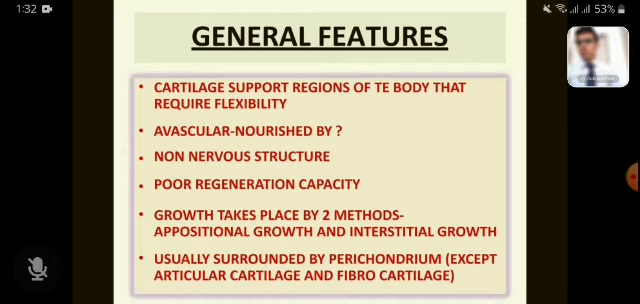 1:32
53%
GENERAL FEATURES
• CARTILAGE SUPPORT REGIONS OF TE BODY THAT
REQUIRE FLEXIBILITY
• AVASCULAR-NOURISHED BY ?
• NON NERVOUS STRUCTURE
• POOR REGENERATION CAPACITY
• GROWTH TAKES PLACE BY 2 METHODS-
APPOSITIONAL GROWTH AND INTERSTITIAL GROWTH
• USUALLY SURROUNDED BY PERICHONDRIUM (EXCEPT
ARTICULAR CARTILAGE AND FIBRO CARTILAGE)